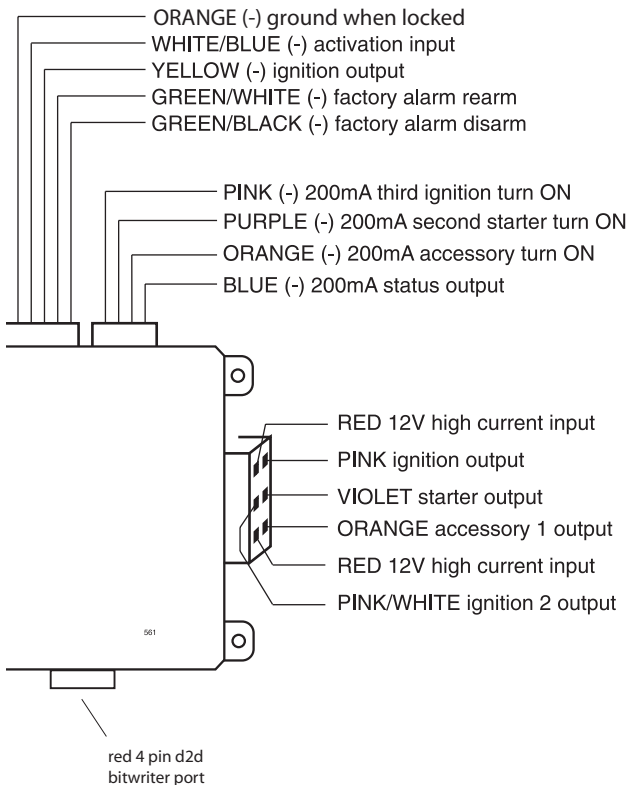 ORANGE (-) ground when locked
WHITE/BLUE (-) activation input
YELLOW (-) ignition output
GREEN/WHITE (-) factory alarm rearm
GREEN/BLACK (-) factory alarm disarm
PINK (-) 200mA third ignition turn ON
PURPLE (-) 200mA second starter turn ON
ORANGE (-) 200mA accessory turn ON
BLUE (-) 200mA status output
RED 12V high current input
PINK ignition output
VIOLET starter output
ORANGE accessory 1 output
RED 12V high current input
PINK/WHITE ignition 2 output
561
red 4 pin d2d
bitwriter port